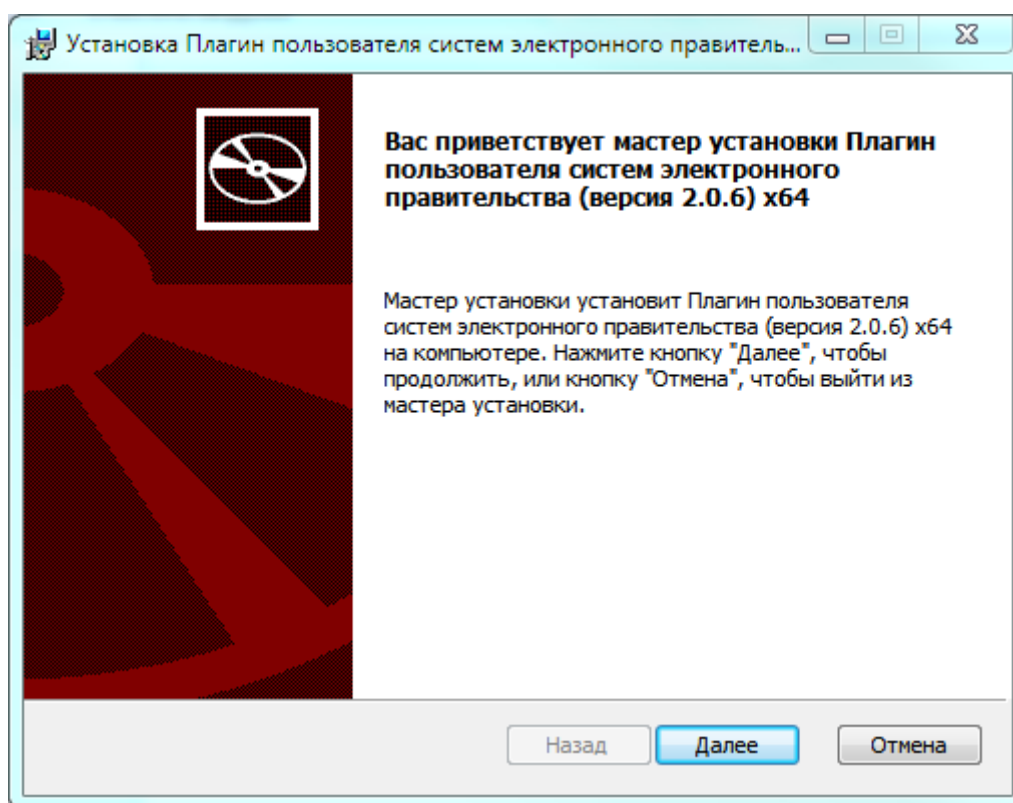 Установка Плагин пользователя систем электронного правитель...
Вас приветствует мастер установки Плагин
пользователя систем электронного
правительства (версия 2.0.6) x64
Мастер установки установит Плагин пользователя
систем электронного правительства (версия 2.0.6) x64
на компьютере. Нажмите кнопку "Далее", чтобы
продолжить, или кнопку "Отмена", чтобы выйти из
мастера установки.
Назад
Далее
Отмена